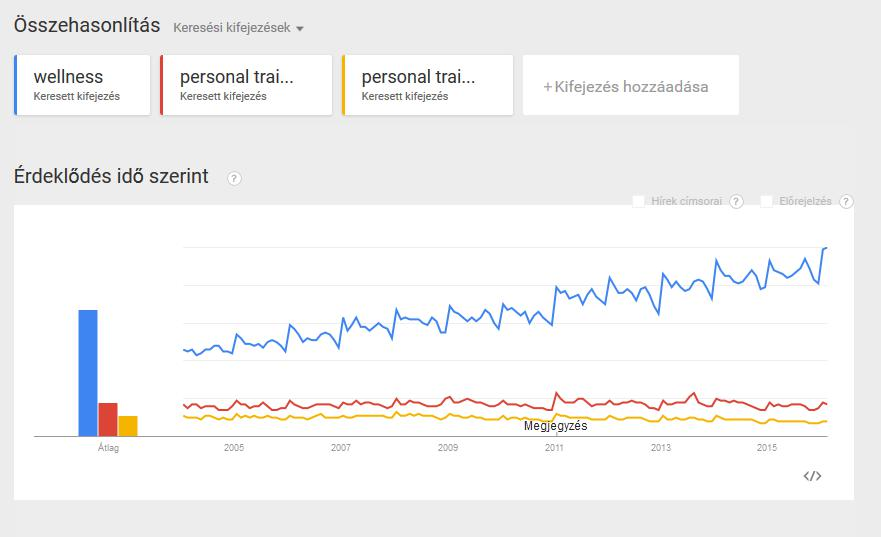 Összehasonlítás Keresési kifejezések
wellness personal trai... personal trai... +Kifejezés hozzáadása
Keresett kifejezés Keresett kifejezés Keresett kifejezés
Érdeklődés idő szerint ?
Hírek címsorai ? Előrejelzés ?
Megjegyzés
Átlag 2005 2007 2009 2011 2013 2015
</>